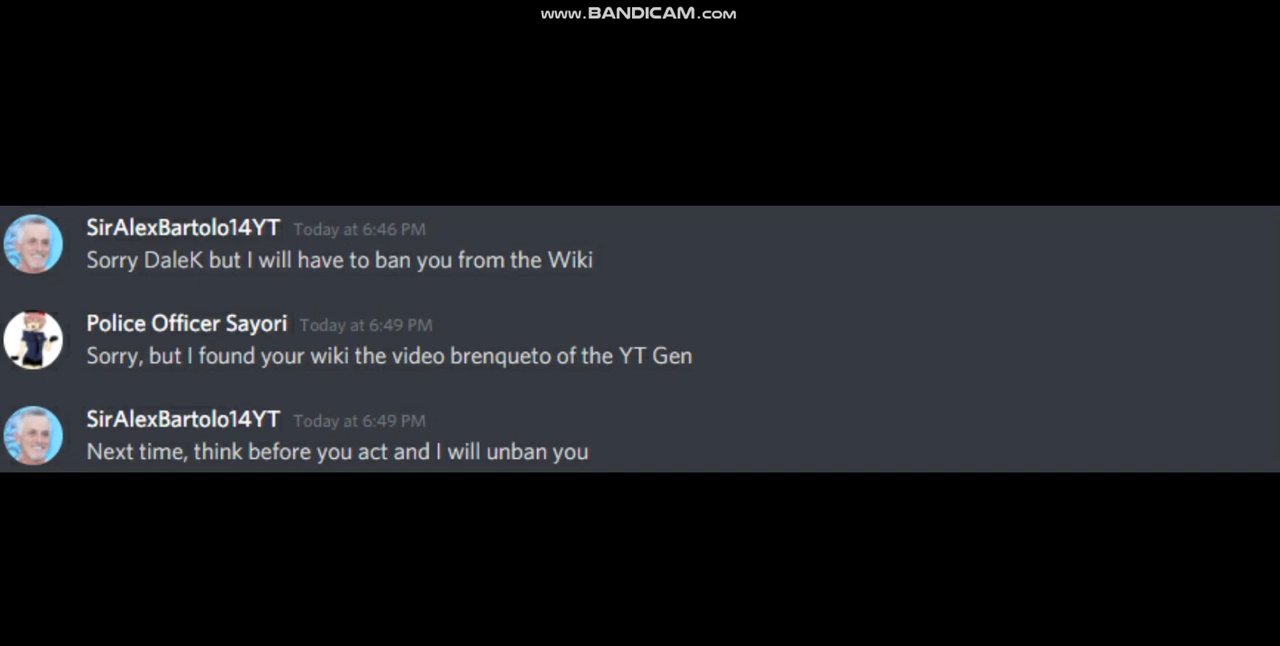 www.BANDICAM.com
SirAlexBartolo14YT Today at 6:46 PM
Sorry DaleK but I will have to ban you from the Wiki
Police Officer Sayori Today at 6:49 PM
Sorry, but I found your wiki the video brenqueto of the YT Gen
SirAlexBartolo14YT Today at 6:49 PM
Next time, think before you act and I will unban you